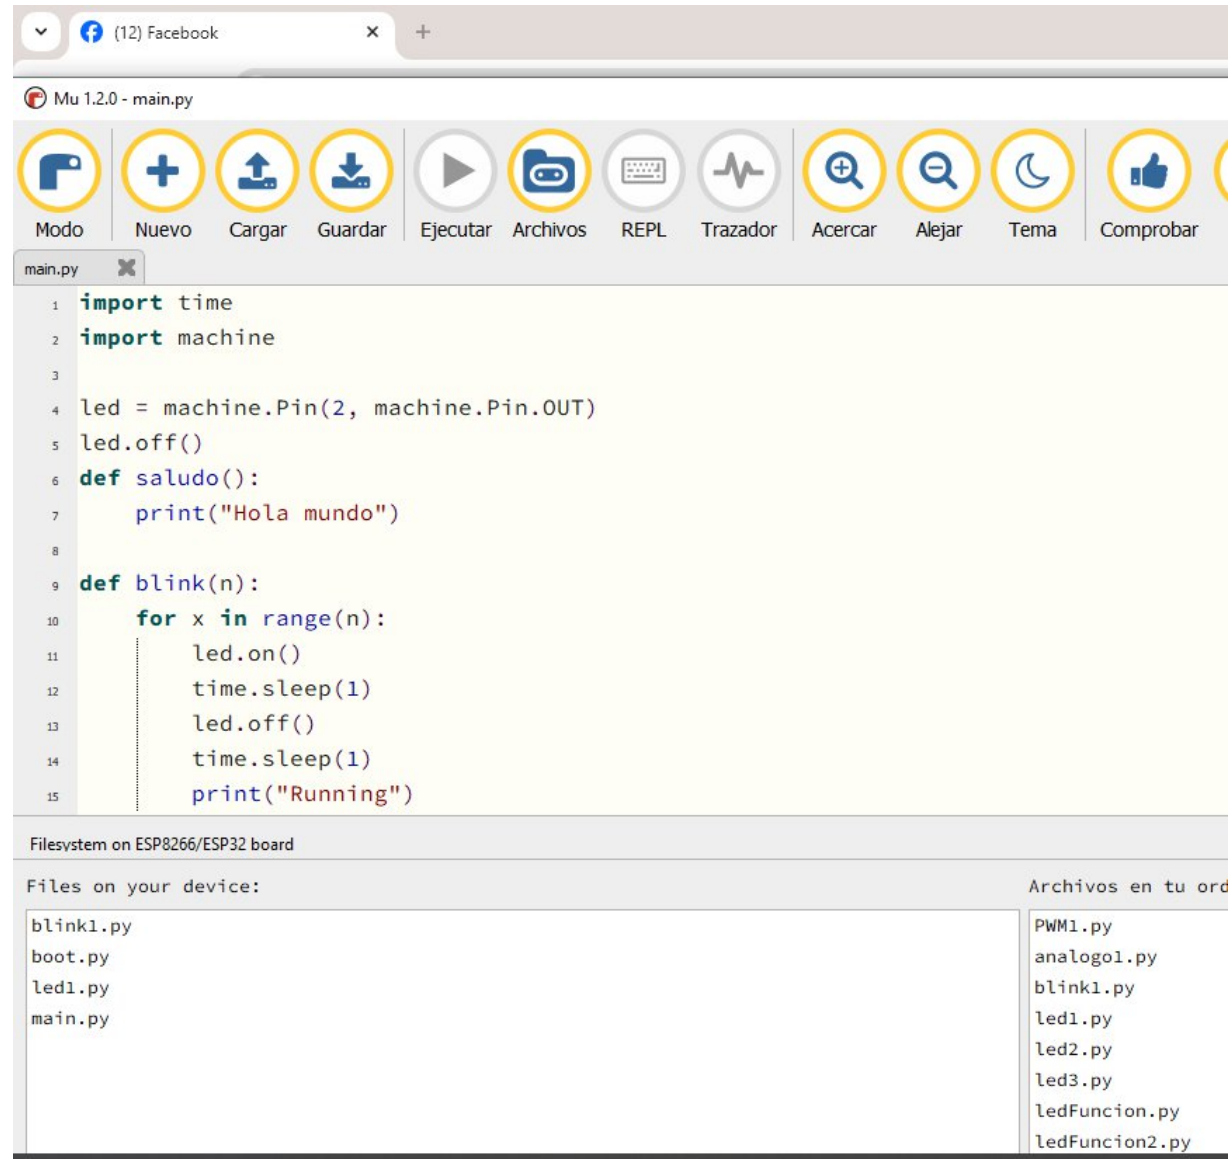 (12) Facebook
Mu 1.2.0 - main.py
Modo Nuevo Cargar Guardar Ejecutar Archivos REPL Trazador Acercar Alejar Tema Comprobar
main.py
1 import time
2 import machine
3
4 led = machine.Pin(2, machine.Pin.OUT)
5 led.off()
6 def saludo():
7 print("Hola mundo")
8
9 def blink(n):
10 for x in range(n):
11 led.on()
12 time.sleep(1)
13 led.off()
14 time.sleep(1)
15 print("Running")
Filesystem on ESP8266/ESP32 board
Files on your device:
blink1.py
boot.py
led1.py
main.py
Archivos en tu ord
PWM1.py
analogo1.py
blink1.py
led1.py
led2.py
led3.py
ledFuncion.py
ledFuncion2.py